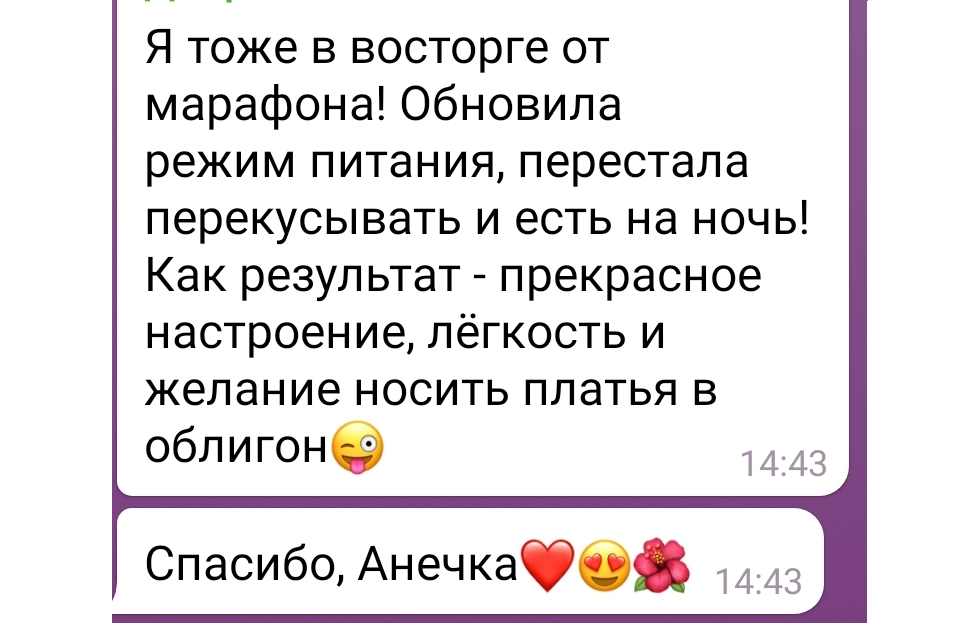 Я тоже в восторге от
марафона! Обновила
режим питания, перестала
перекусывать и есть на ночь!
Как результат - прекрасное
настроение, лёгкость и
желание носить платья в
облигон😜
14:43
Спасибо, Анечка❤️😍🌺
14:43